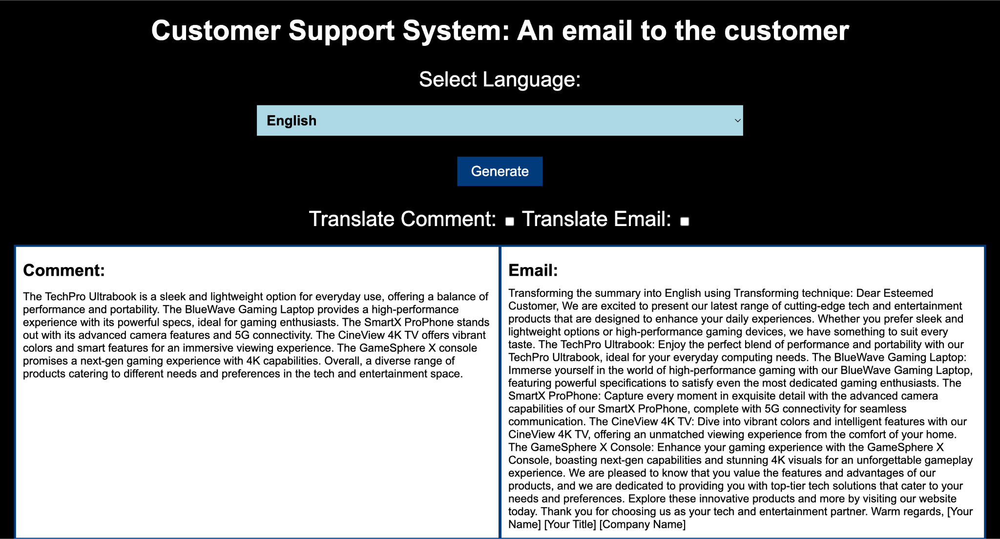 Customer Support System: An email to the customer
Select Language:
English
Generate
Translate Comment: Translate Email:
Comment:
The TechPro Ultrabook is a sleek and lightweight option for everyday use, offering a balance of
performance and portability. The BlueWave Gaming Laptop provides a high-performance
experience with its powerful specs, ideal for gaming enthusiasts. The SmartX ProPhone stands
out with its advanced camera features and 5G connectivity. The CineView 4K TV offers vibrant
colors and smart features for an immersive viewing experience. The GameSphere X console
promises a next-gen gaming experience with 4K capabilities. Overall, a diverse range of
products catering to different needs and preferences in the tech and entertainment space.
Email:
Transforming the summary into English using Transforming technique: Dear Esteemed
Customer, We are excited to present our latest range of cutting-edge tech and entertainment
products that are designed to enhance your daily experiences. Whether you prefer sleek and
lightweight options or high-performance gaming devices, we have something to suit every
taste. The TechPro Ultrabook: Enjoy the perfect blend of performance and portability with our
TechPro Ultrabook, ideal for your everyday computing needs. The BlueWave Gaming Laptop:
Immerse yourself in the world of high-performance gaming with our BlueWave Gaming Laptop,
featuring powerful specifications to satisfy even the most dedicated gaming enthusiasts. The
SmartX ProPhone: Capture every moment in exquisite detail with the advanced camera
capabilities of our SmartX ProPhone, complete with 5G connectivity for seamless
communication. The CineView 4K TV: Dive into vibrant colors and intelligent features with our
CineView 4K TV, offering an unmatched viewing experience from the comfort of your home.
The GameSphere X Console: Enhance your gaming experience with the GameSphere X
Console, boasting next-gen capabilities and stunning 4K visuals for an unforgettable gameplay
experience. We are pleased to know that you value the features and advantages of our
products, and we are dedicated to providing you with top-tier tech solutions that cater to your
needs and preferences. Explore these innovative products and more by visiting our website
today. Thank you for choosing us as your tech and entertainment partner. Warm regards, [Your
Name] [Your Title] [Company Name]